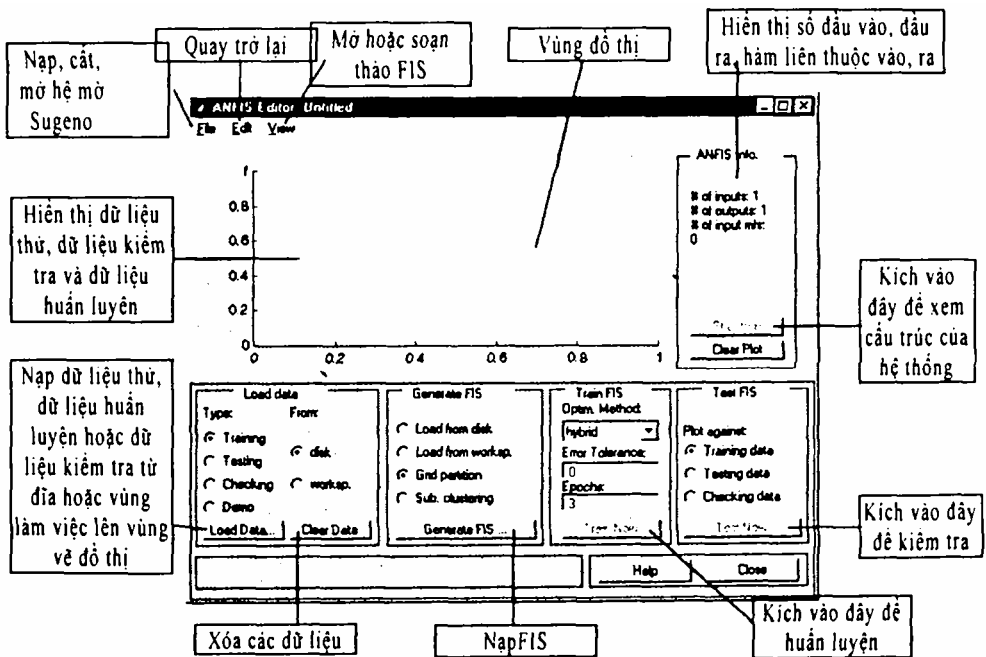 Nạp, cất,
mở hệ mờ
Sugeno
Quay trở lại
Mở hoặc soạn
thảo FIS
Vùng đồ thị
Hiển thị số đầu vào, đầu
ra, hàm liên thuộc vào, ra
ANFIS Editor: Untitled
File Edit View
ANFIS Info.
# of inputs: 1
# of outputs: 1
# of input mfs:
0
Clear Plot
1
0.8
0.6
0.4
0.2
0
0 0.2 0.4 0.6 0.8 1
Hiển thị dữ liệu
thử, dữ liệu kiểm
tra và dữ liệu
huấn luyên
Kích vào
đây để xem
cấu trúc của
hệ thống
Nạp dữ liệu thử,
dữ liệu huấn
luyện hoặc dữ
liệu kiểm tra từ
đĩa hoặc vùng
làm việc lên vùng
vẽ đồ thị
Load data
Type: From:
Training
Testing
Checking
Demo
disk
worksp.
Load Data... Clear Data
Generate FIS
Load from disk
Load from worksp.
Grid partition
Sub. clustering
Generate FIS ...
Train FIS
Optim. Method:
hybrid
Error Tolerance:
0
Epochs:
3
Train Now
Test FIS
Plot against:
Training data
Testing data
Checking data
Test Now
Help Close
Kích vào đây
để kiểm tra
Xóa các dữ liệu
NạpFIS
Kích vào đây để
huấn luyện